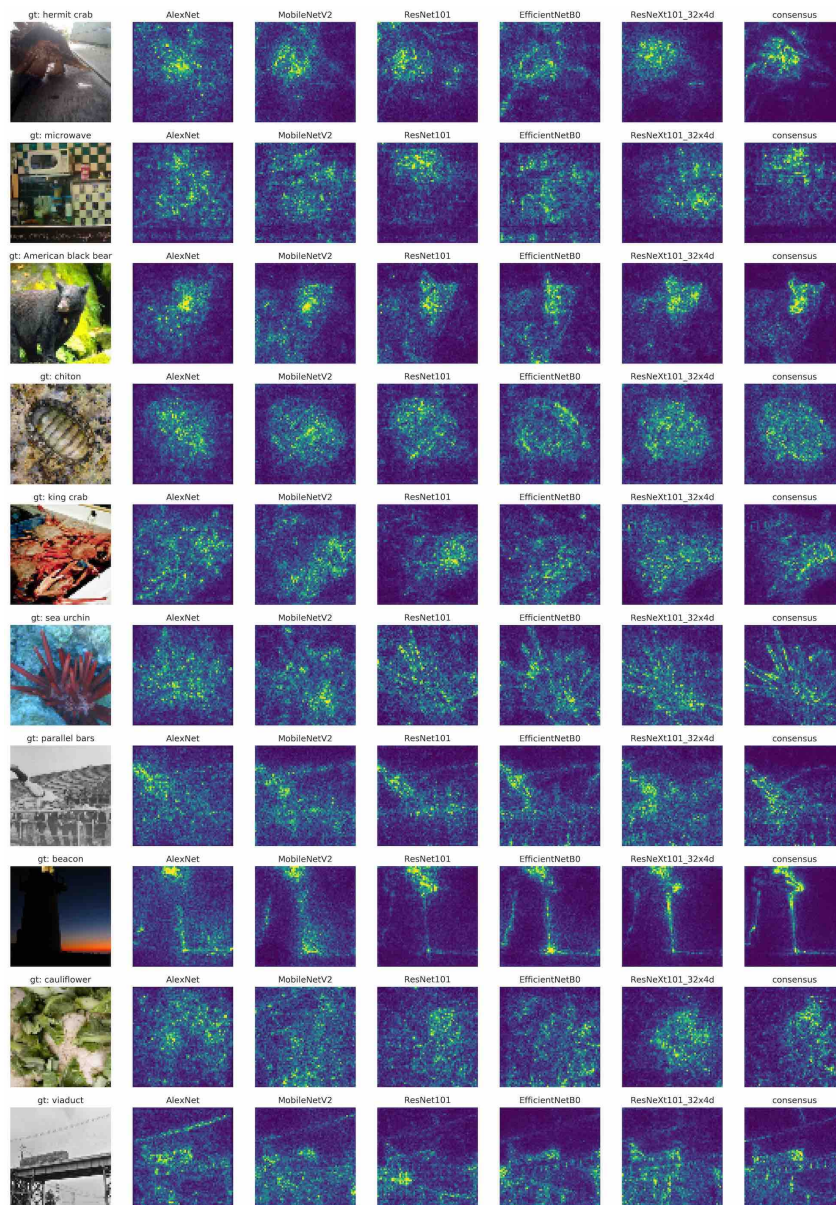 gt: hermit crab AlexNet MobileNetV2 ResNet101 EfficientNetB0 ResNeXt101_32x4d consensus
gt: microwave AlexNet MobileNetV2 ResNet101 EfficientNetB0 ResNeXt101_32x4d consensus
gt: American black bear AlexNet MobileNetV2 ResNet101 EfficientNetB0 ResNeXt101_32x4d consensus
gt: chiton AlexNet MobileNetV2 ResNet101 EfficientNetB0 ResNeXt101_32x4d consensus
gt: king crab AlexNet MobileNetV2 ResNet101 EfficientNetB0 ResNeXt101_32x4d consensus
gt: sea urchin AlexNet MobileNetV2 ResNet101 EfficientNetB0 ResNeXt101_32x4d consensus
gt: parallel bars AlexNet MobileNetV2 ResNet101 EfficientNetB0 ResNeXt101_32x4d consensus
gt: beacon AlexNet MobileNetV2 ResNet101 EfficientNetB0 ResNeXt101_32x4d consensus
gt: cauliflower AlexNet MobileNetV2 ResNet101 EfficientNetB0 ResNeXt101_32x4d consensus
gt: viaduct AlexNet MobileNetV2 ResNet101 EfficientNetB0 ResNeXt101_32x4d consensus